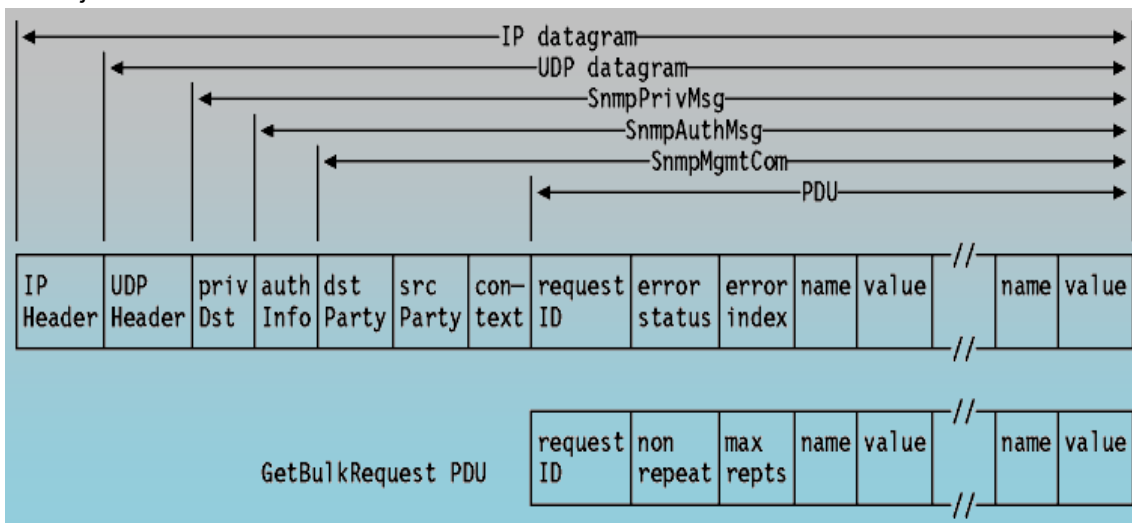 IP datagram
UDP datagram
SnmpPrivMsg
SnmpAuthMsg
SnmpMgmtCom
PDU
IP Header UDP Header priv Dst auth Info dst Party src Party con- text request ID error status error index name value // name value
//
GetBulkRequest PDU request ID non repeat max repts name value // name value
//